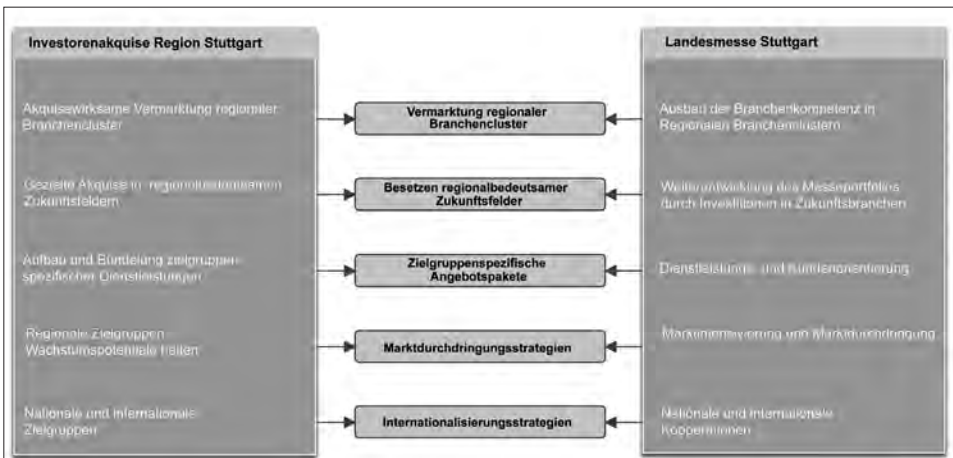 Investorenakquise Region Stuttgart
Akquisewirksame Vermarktung regionaler
Branchencluster
Gezielte Akquise in regionalbedeutsamen
Zukunftsfeldern
Aufbau und Bündelung zielgruppen-
spezifischer Dienstleistungen
Regionale Zielgruppen
Wachstumspotentiale
Nationale und internationale
Zielgruppen
Vermarktung regionaler
Branchencluster
Besetzen regionalbedeutsamer
Zukunftsfelder
Zielgruppenspezifische
Angebotspakete
Marktdurchdringungsstrategien
Internationalisierungsstrategien
Landesmesse Stuttgart
Ausbau der Branchenkompetenz in
Regionalen Branchenclustern
Weiterentwicklung des Messeportfolios
durch Investitionen in Zukunftsbranchen
Dienstleistungs- und Kundenorientierung
und Marktdurchdringung
Nationale und internationale